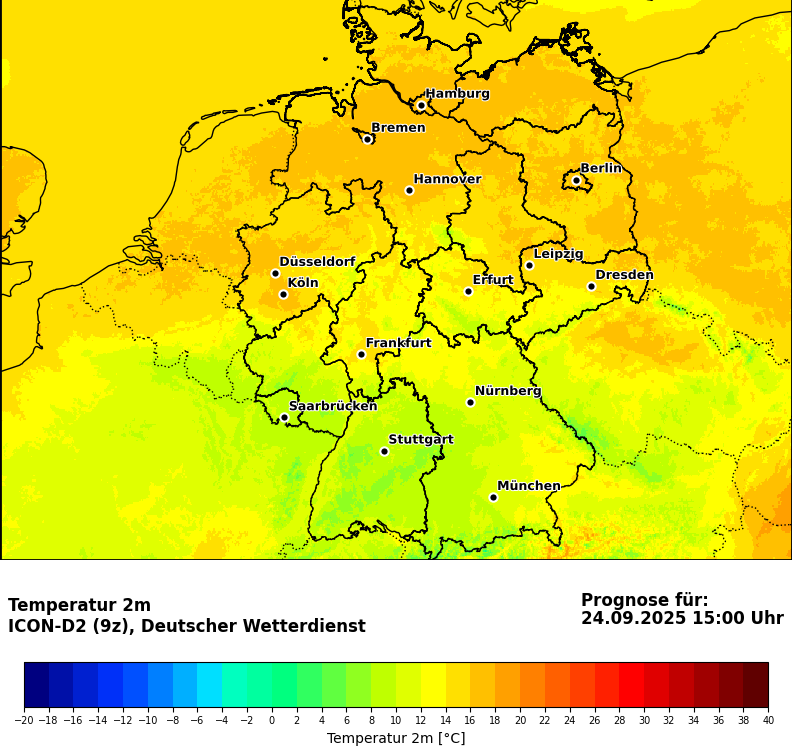 Hamburg
Bremen
Berlin
Hannover
Leipzig
Düsseldorf
Dresden
Erfurt
Köln
Frankfurt
Nürnberg
Saarbrücken
Stuttgart
München
Temperatur 2m
ICON-D2 (9z), Deutscher Wetterdienst
Prognose für:
24.09.2025 15:00 Uhr
−20 −18 −16 −14 −12 −10 −8 −6 −4 −2 0 2 4 6 8 10 12 14 16 18 20 22 24 26 28 30 32 34 36 38 40
Temperatur 2m [°C]